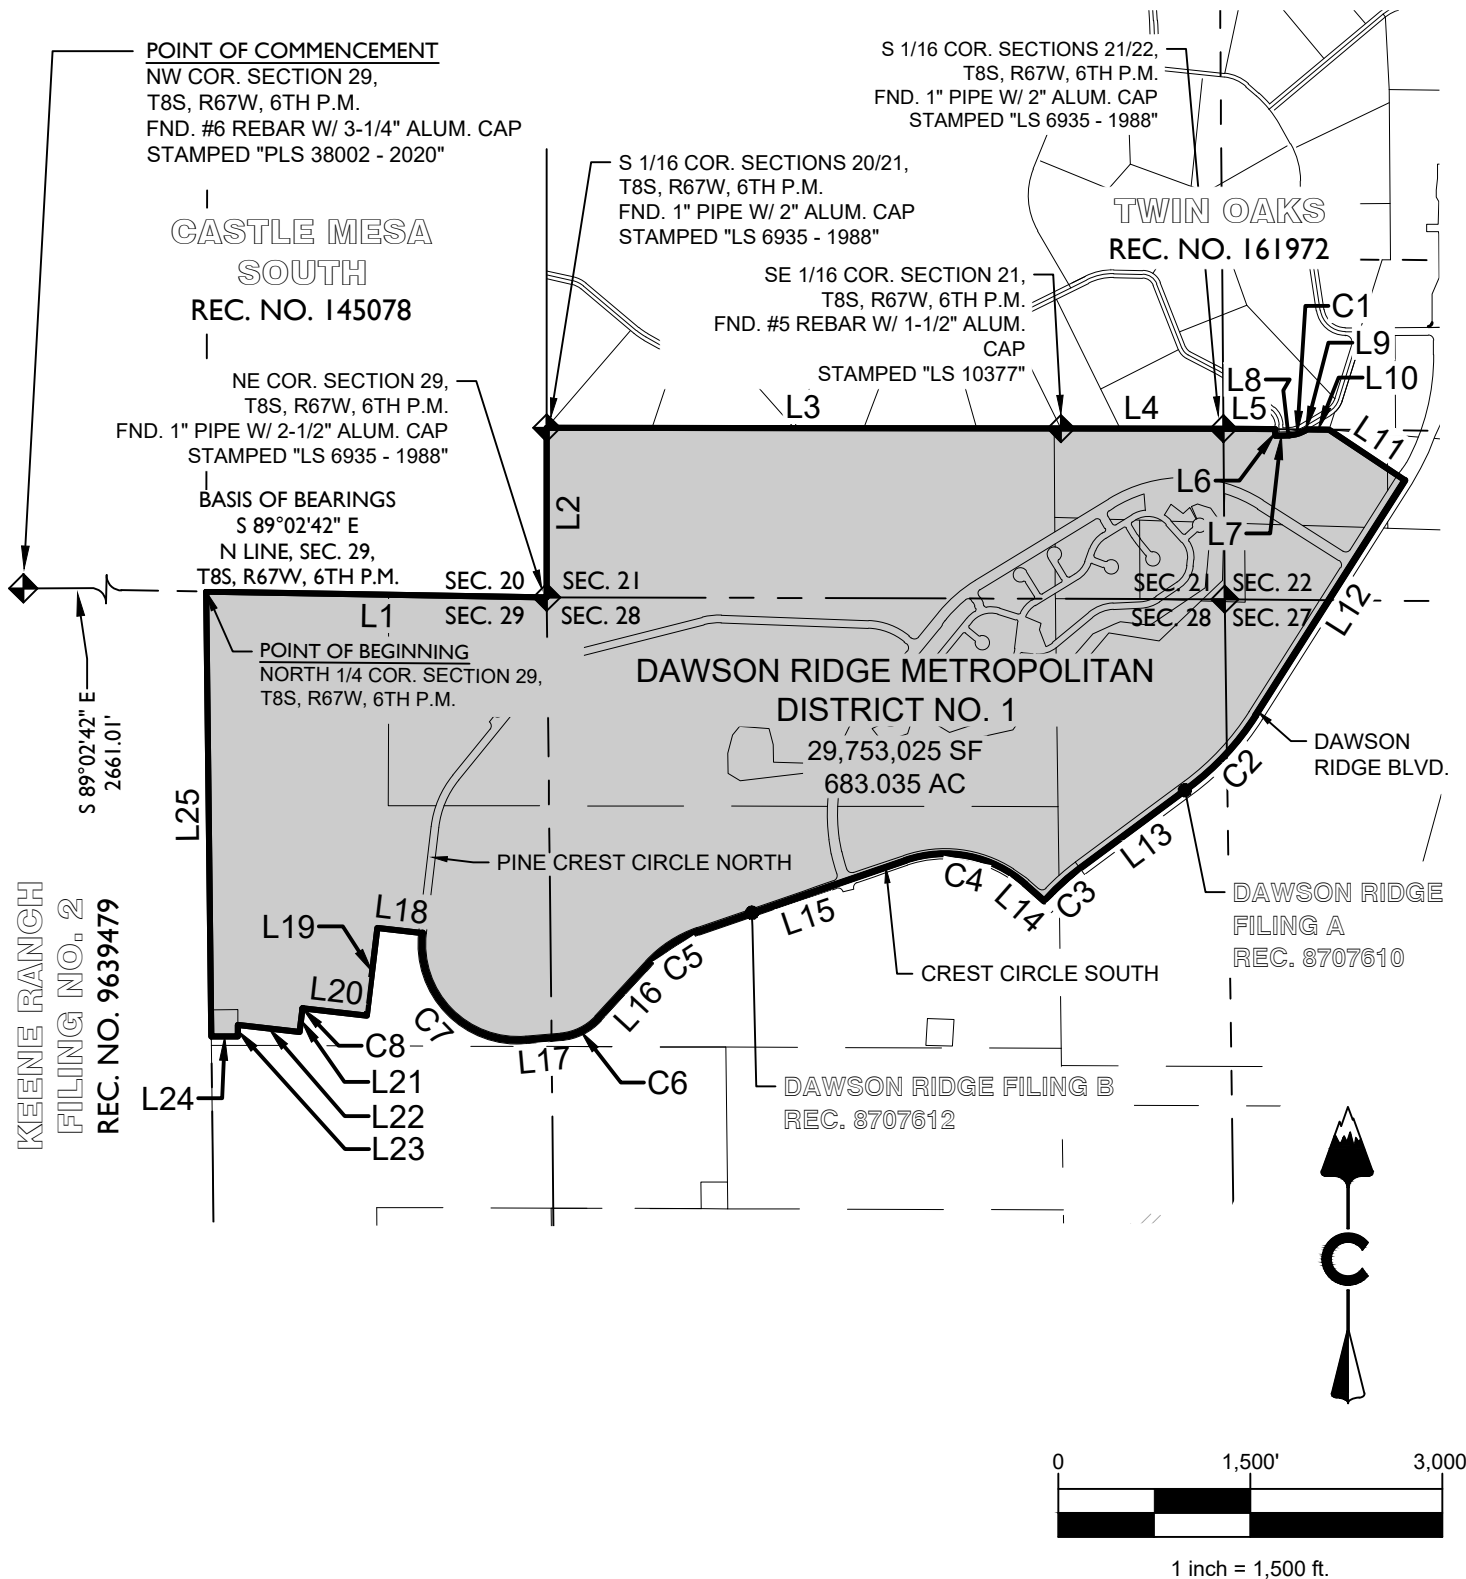 POINT OF COMMENCEMENT
NW COR. SECTION 29,
T8S, R67W, 6TH P.M.
FND. #6 REBAR W/ 3-1/4" ALUM. CAP
STAMPED "PLS 38002 - 2020"
S 1/16 COR. SECTIONS 21/22,
T8S, R67W, 6TH P.M.
FND. 1" PIPE W/ 2" ALUM. CAP
STAMPED "LS 6935 - 1988"
S 1/16 COR. SECTIONS 20/21,
T8S, R67W, 6TH P.M.
FND. 1" PIPE W/ 2" ALUM. CAP
STAMPED "LS 6935 - 1988"
CASTLE MESA
SOUTH
REC. NO. 145078
TWIN OAKS
REC. NO. 161972
SE 1/16 COR. SECTION 21,
T8S, R67W, 6TH P.M.
FND. #5 REBAR W/ 1-1/2" ALUM.
CAP
STAMPED "LS 10377"
C1
L9
L10
L8
L5
L4
L3
L11
NE COR. SECTION 29,
T8S, R67W, 6TH P.M.
FND. 1" PIPE W/ 2-1/2" ALUM. CAP
STAMPED "LS 6935 - 1988"
L6
L7
L2
BASIS OF BEARINGS
S 89°02'42" E
N LINE, SEC. 29,
T8S, R67W, 6TH P.M.
SEC. 20
SEC. 21
SEC. 29
SEC. 28
SEC. 21
SEC. 22
SEC. 28
SEC. 27
L1
L12
POINT OF BEGINNING
NORTH 1/4 COR. SECTION 29,
T8S, R67W, 6TH P.M.
S 89°02'42" E
2661.01'
DAWSON RIDGE METROPOLITAN
DISTRICT NO. 1
29,753,025 SF
683.035 AC
DAWSON
RIDGE BLVD.
C2
L25
L13
PINE CREST CIRCLE NORTH
C4
L14
C3
L15
DAWSON RIDGE
FILING A
REC. 8707610
KEENE RANCH
FILING NO. 2
REC. NO. 9639479
L18
L19
C5
CREST CIRCLE SOUTH
L20
L16
C7
C8
L17
L21
C6
L24
L22
L23
DAWSON RIDGE FILING B
REC. 8707612
C
0
1,500'
3,000
1 inch = 1,500 ft.